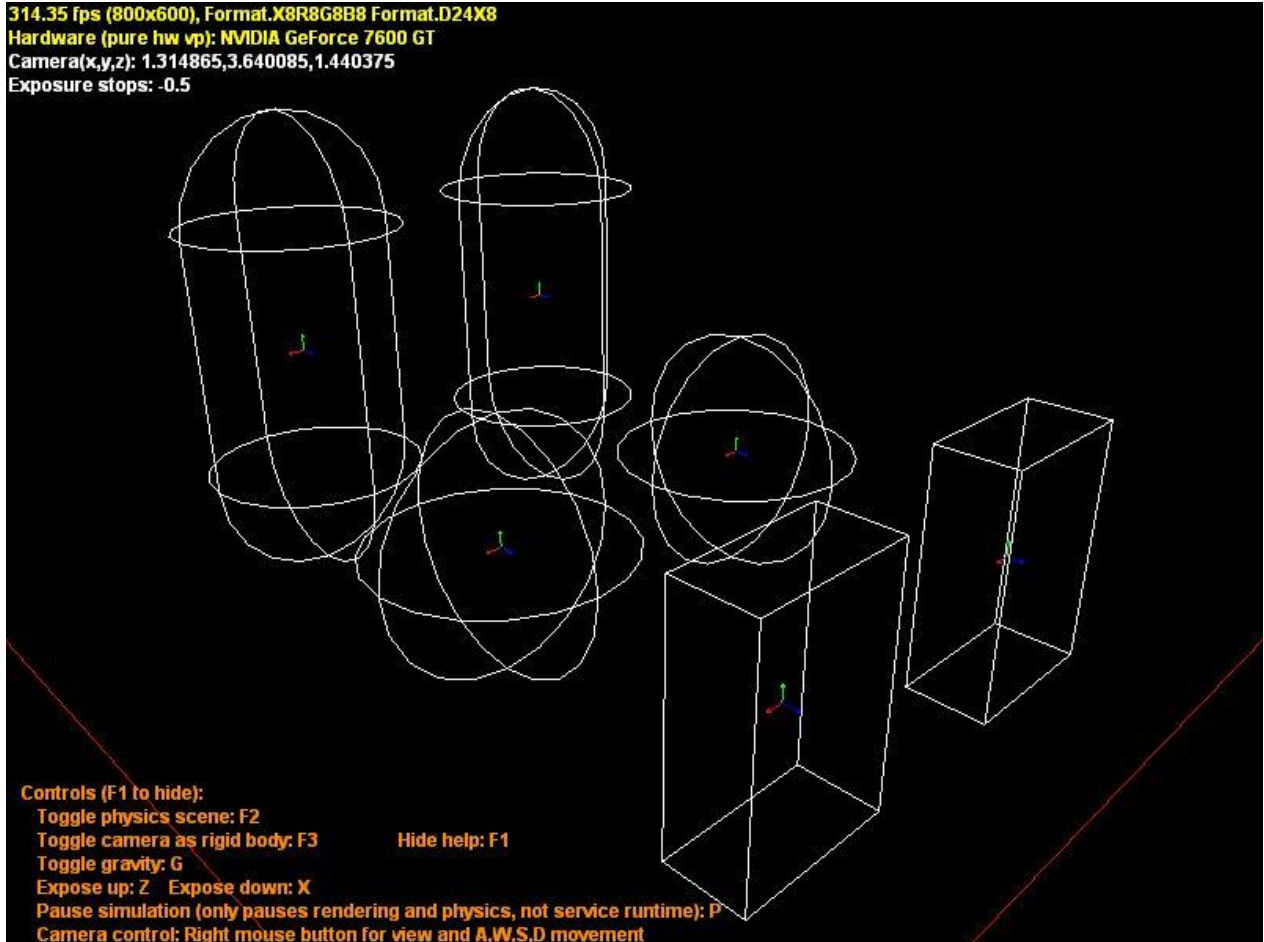 314.35 fps (800x600), Format.X8R8G8B8 Format.D24X8
Hardware (pure hw vp): NVIDIA GeForce 7600 GT
Camera(x,y,z): 1.314865,3.640085,1.440375
Exposure stops: -0.5
Controls (F1 to hide):
Toggle physics scene: F2
Toggle camera as rigid body: F3 Hide help: F1
Toggle gravity: G
Expose up: Z Expose down: X
Pause simulation (only pauses rendering and physics, not service runtime): P
Camera control: Right mouse button for view and A,W,S,D movement